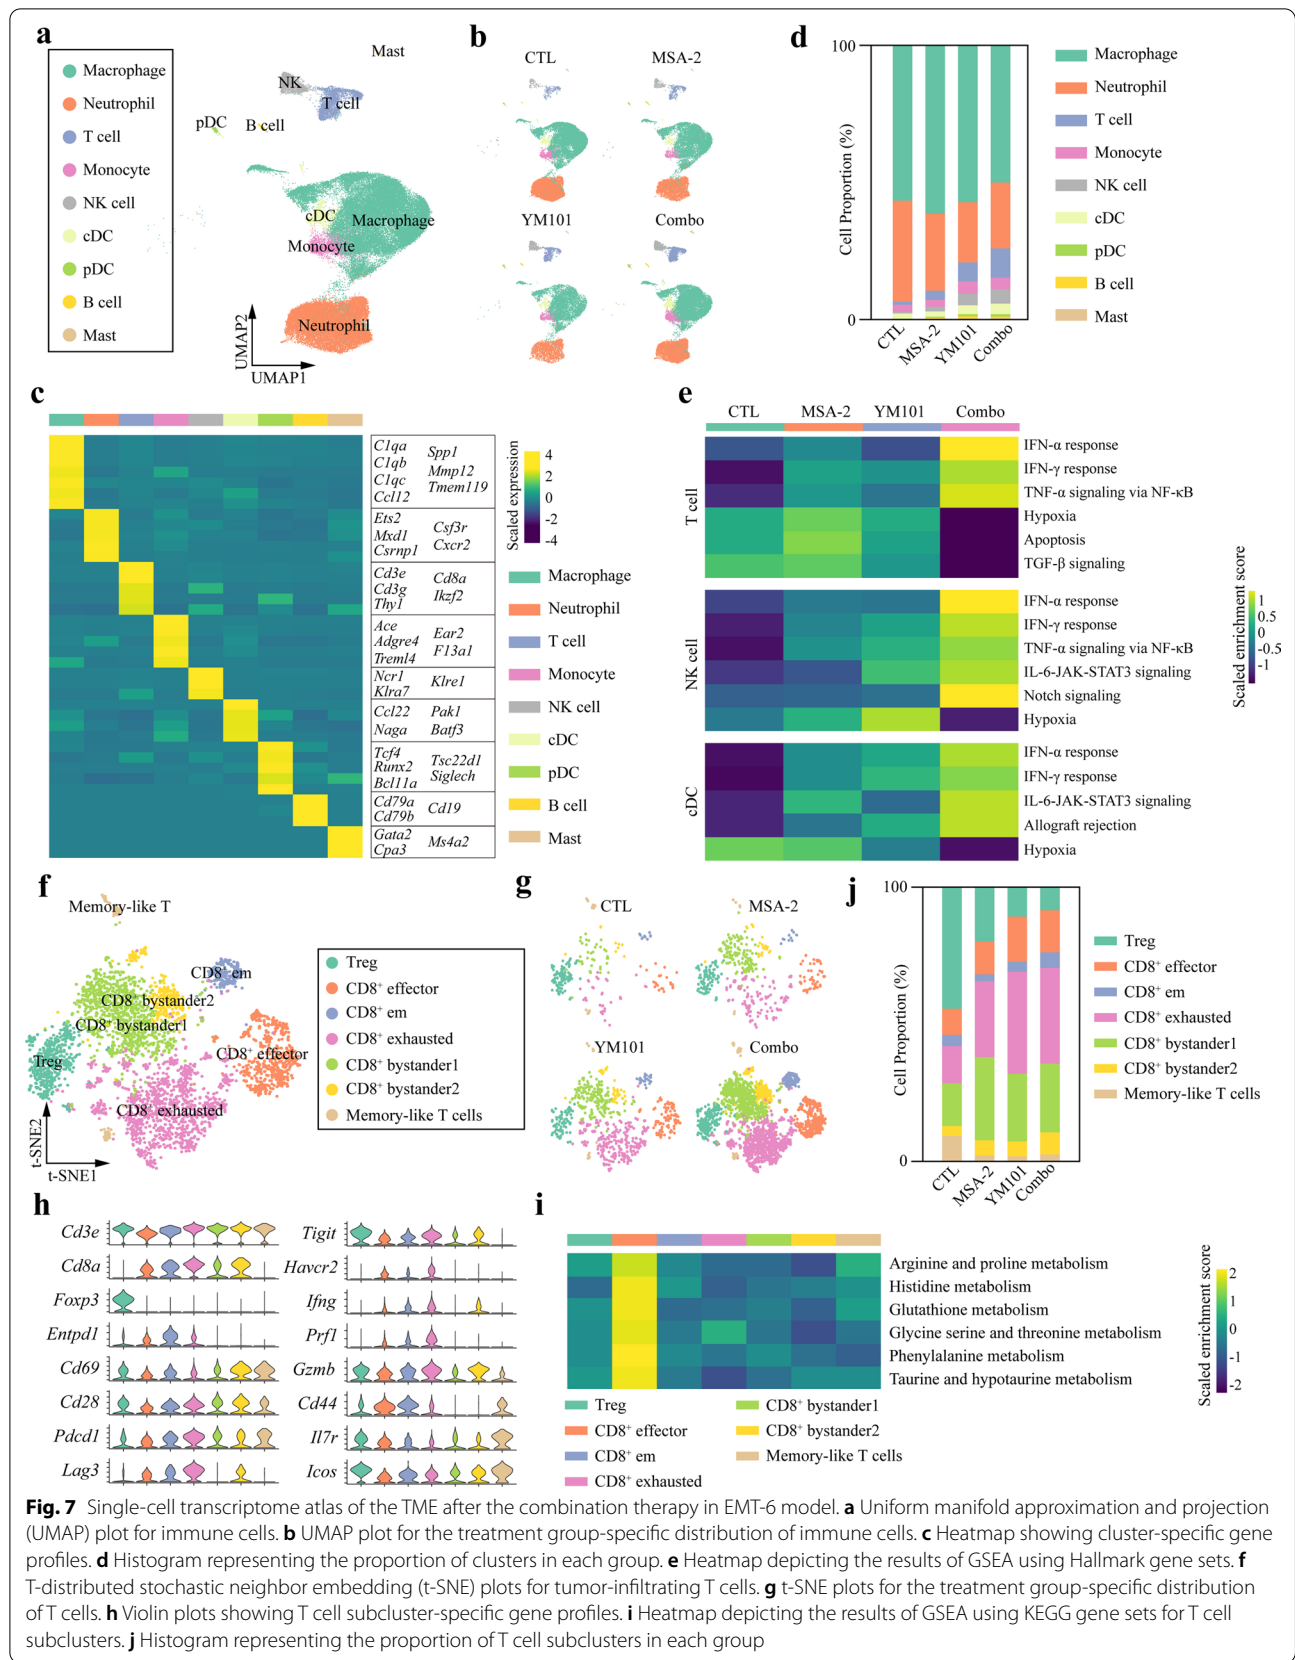 a
Macrophage
Neutrophil
T cell
Monocyte
NK cell
cDC
pDC
B cell
Mast
Mast
NK
T cell
pDC
B cell
cDC
Macrophage
Monocyte
Neutrophil
UMAP2
UMAP1
b
CTL
MSA-2
YM101
Combo
d
100
Cell Proportion (%)
0
CTL
MSA-2
YM101
Combo
Macrophage
Neutrophil
T cell
Monocyte
NK cell
cDC
pDC
B cell
Mast
c
C1qa
C1qb
C1qc
Ccl12
Spp1
Mmp12
Tmem119
Ets2
Mxd1
Csrnp1
Csf3r
Cxcr2
Cd3e
Cd3g
Thy1
Cd8a
Ikzf2
Ace
Adgre4
Treml4
Ear2
F13a1
Ncr1
Klra7
Klre1
Ccl22
Naga
Pak1
Batf3
Tcf4
Runx2
Bcl11a
Tsc22d1
Siglech
Cd79a
Cd79b
Cd19
Gata2
Cpa3
Ms4a2
Scaled expression
4
2
0
-2
-4
Macrophage
Neutrophil
T cell
Monocyte
NK cell
cDC
pDC
B cell
Mast
e
CTL
MSA-2
YM101
Combo
T cell
IFN-α response
IFN-γ response
TNF-α signaling via NF-κB
Hypoxia
Apoptosis
TGF-β signaling
NK cell
IFN-α response
IFN-γ response
TNF-α signaling via NF-κB
IL-6-JAK-STAT3 signaling
Notch signaling
Hypoxia
cDC
IFN-α response
IFN-γ response
IL-6-JAK-STAT3 signaling
Allograft rejection
Hypoxia
Scaled enrichment score
1
0.5
0
-0.5
-1
f
Memory-like T
CD8⁺ em
CD8⁺ bystander2
CD8⁺ bystander1
Treg
CD8⁺ effector
CD8⁺ exhausted
t-SNE2
t-SNE1
Treg
CD8⁺ effector
CD8⁺ em
CD8⁺ exhausted
CD8⁺ bystander1
CD8⁺ bystander2
Memory-like T cells
g
CTL
MSA-2
YM101
Combo
j
100
Cell Proportion (%)
0
CTL
MSA-2
YM101
Combo
Treg
CD8⁺ effector
CD8⁺ em
CD8⁺ exhausted
CD8⁺ bystander1
CD8⁺ bystander2
Memory-like T cells
h
Cd3e
Cd8a
Foxp3
Entpd1
Cd69
Cd28
Pdcd1
Lag3
Tigit
Havcr2
Ifng
Prf1
Gzmb
Cd44
Il7r
Icos
i
Arginine and proline metabolism
Histidine metabolism
Glutathione metabolism
Glycine serine and threonine metabolism
Phenylalanine metabolism
Taurine and hypotaurine metabolism
Scaled enrichment score
2
1
0
-1
-2
Treg
CD8⁺ effector
CD8⁺ em
CD8⁺ exhausted
CD8⁺ bystander1
CD8⁺ bystander2
Memory-like T cells
Fig. 7 Single-cell transcriptome atlas of the TME after the combination therapy in EMT-6 model. a Uniform manifold approximation and projection
(UMAP) plot for immune cells. b UMAP plot for the treatment group-specific distribution of immune cells. c Heatmap showing cluster-specific gene
profiles. d Histogram representing the proportion of clusters in each group. e Heatmap depicting the results of GSEA using Hallmark gene sets. f
T-distributed stochastic neighbor embedding (t-SNE) plots for tumor-infiltrating T cells. g t-SNE plots for the treatment group-specific distribution
of T cells. h Violin plots showing T cell subcluster-specific gene profiles. i Heatmap depicting the results of GSEA using KEGG gene sets for T cell
subclusters. j Histogram representing the proportion of T cell subclusters in each group